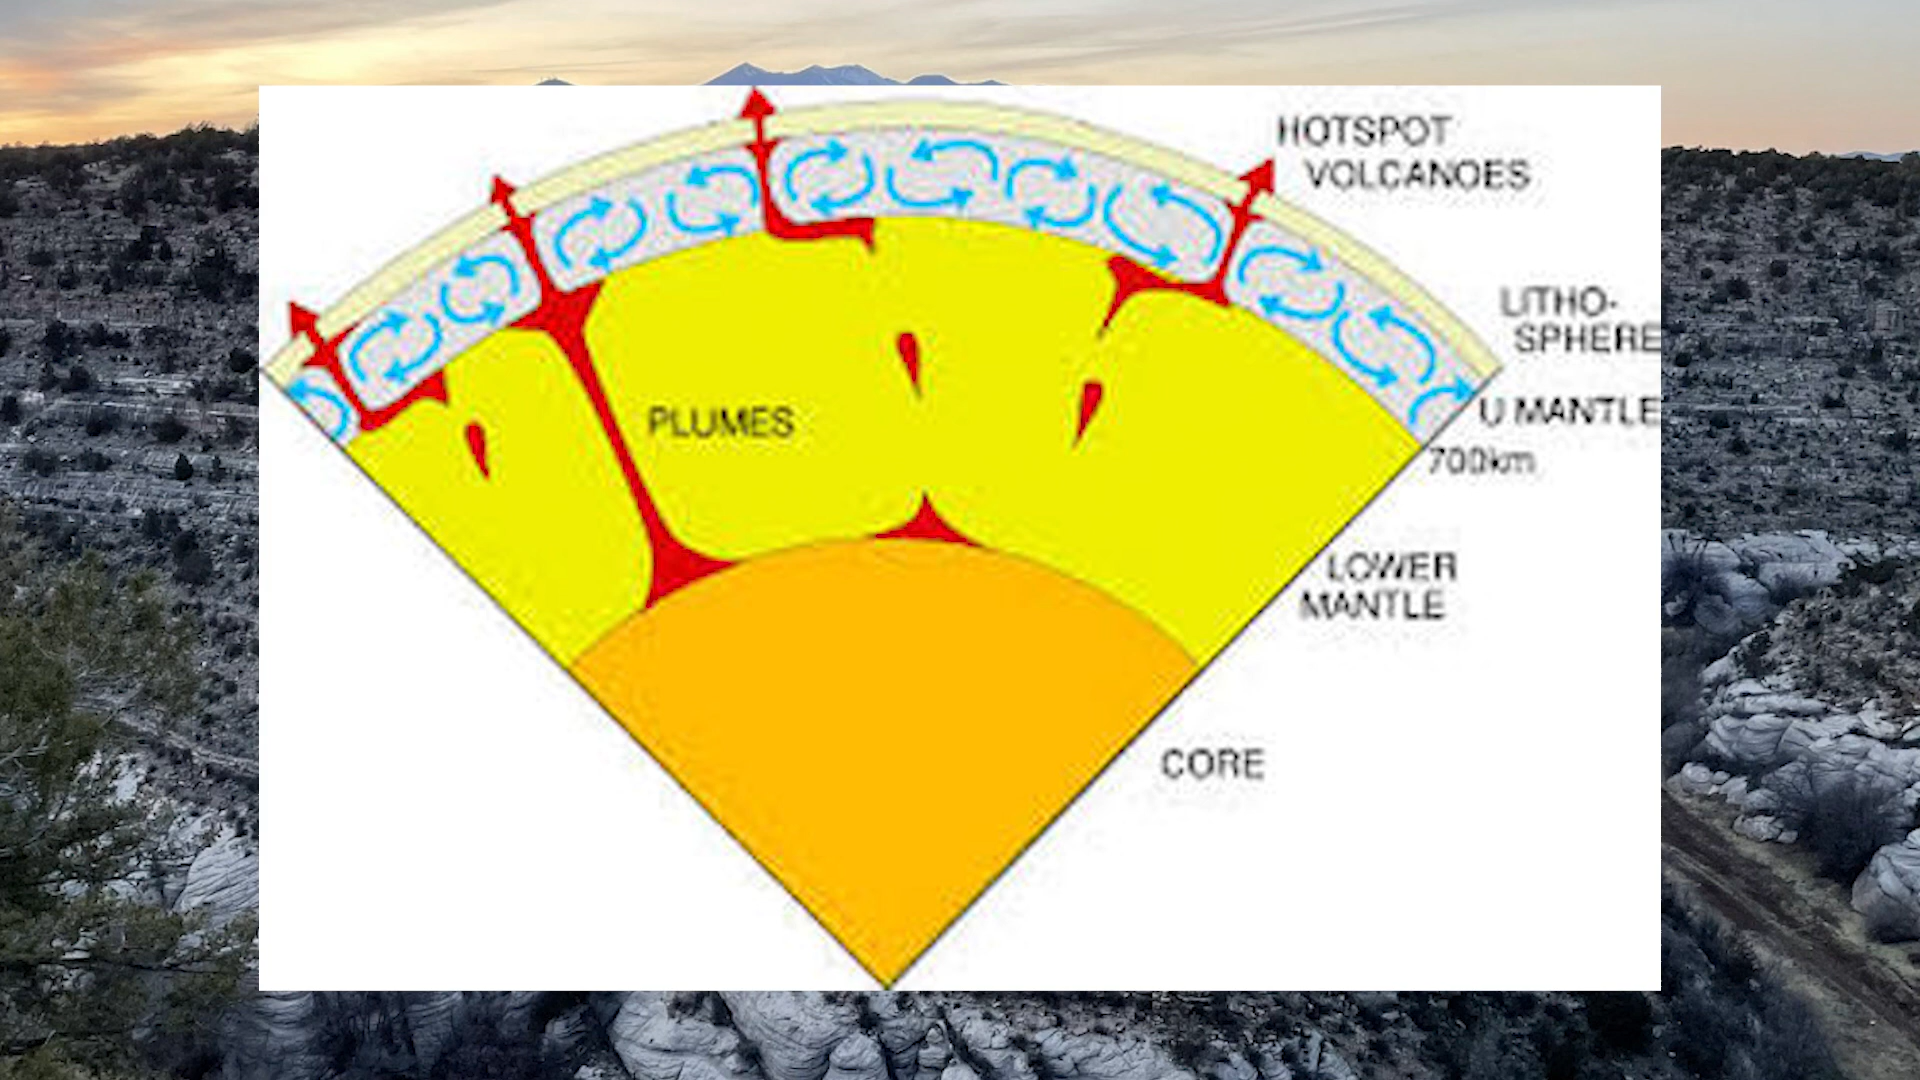 HOTSPOT
VOLCANOES
LITHO-
SPHERE
U MANTLE
700km
PLUMES
LOWER
MANTLE
CORE